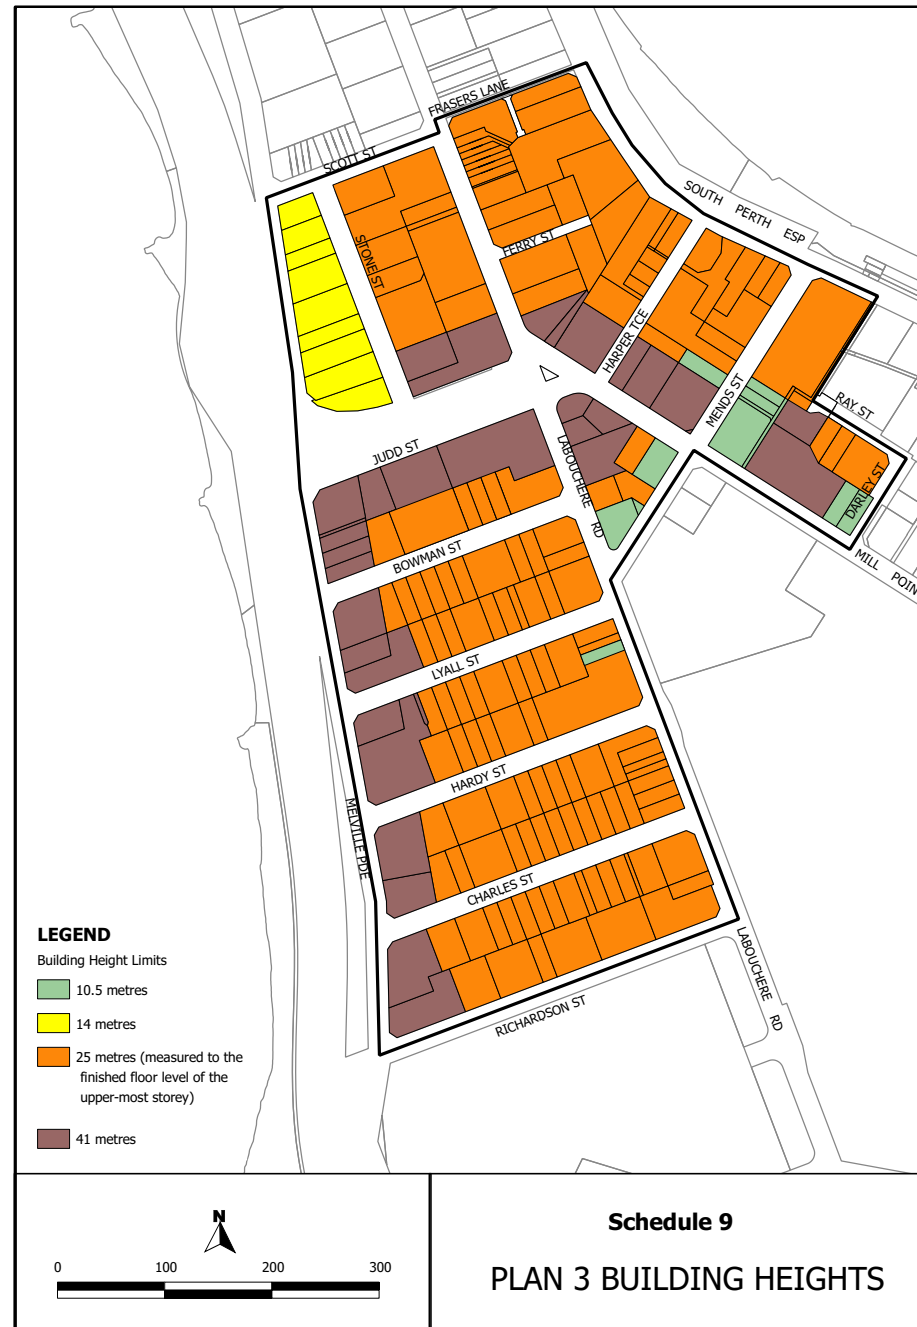 FRASERS LANE
SCOTT ST
SOUTH PERTH ESP
STONE ST
FERRY ST
HARPER TCE
MENDS ST
RAY ST
JUDD ST
LABOUCHERE RD
DARLEY ST
BOWMAN ST
MILL POIN
LYALL ST
HARDY ST
MELVILLE PDE
CHARLES ST
LABOUCHERE RD
RICHARDSON ST
LEGEND
Building Height Limits
10.5 metres
14 metres
25 metres (measured to the
finished floor level of the
upper-most storey)
41 metres
N
0 100 200 300
Schedule 9
PLAN 3 BUILDING HEIGHTS